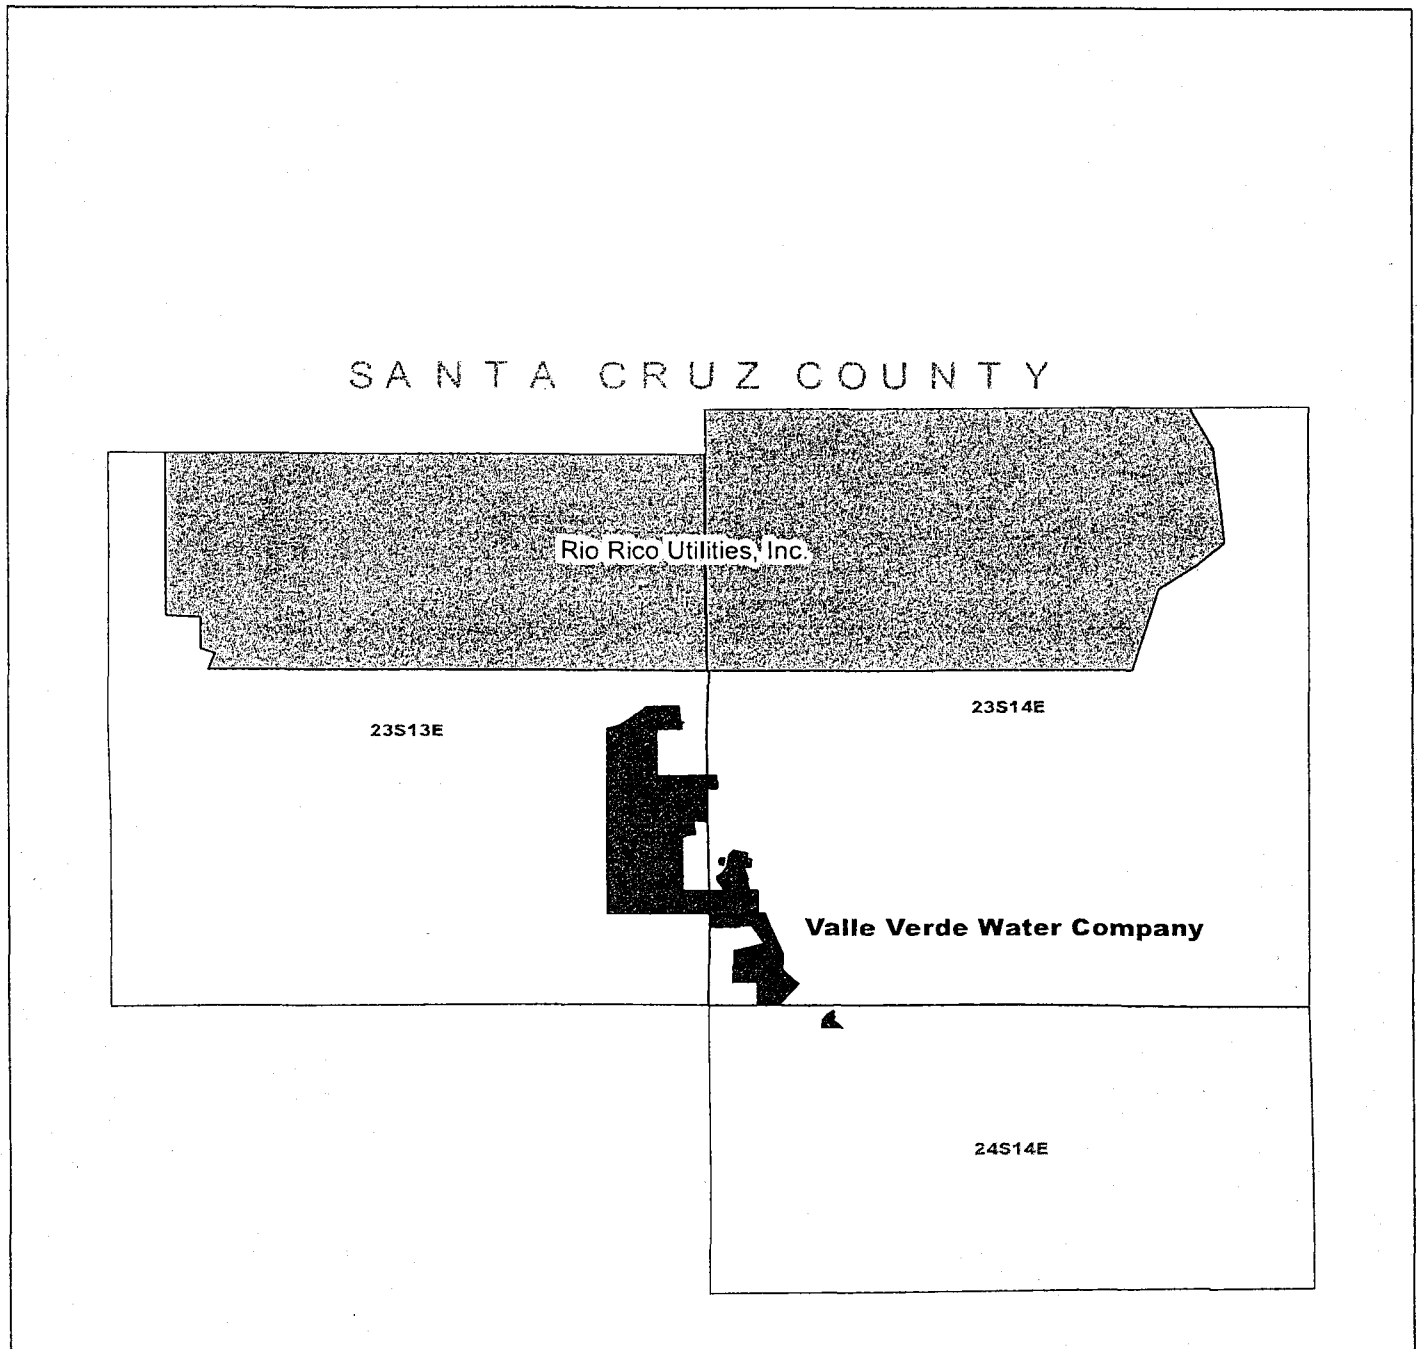 SANTA CRUZ COUNTY
Rio Rico Utilities, Inc.
23S13E
23S14E
Valle Verde Water Company
24S14E